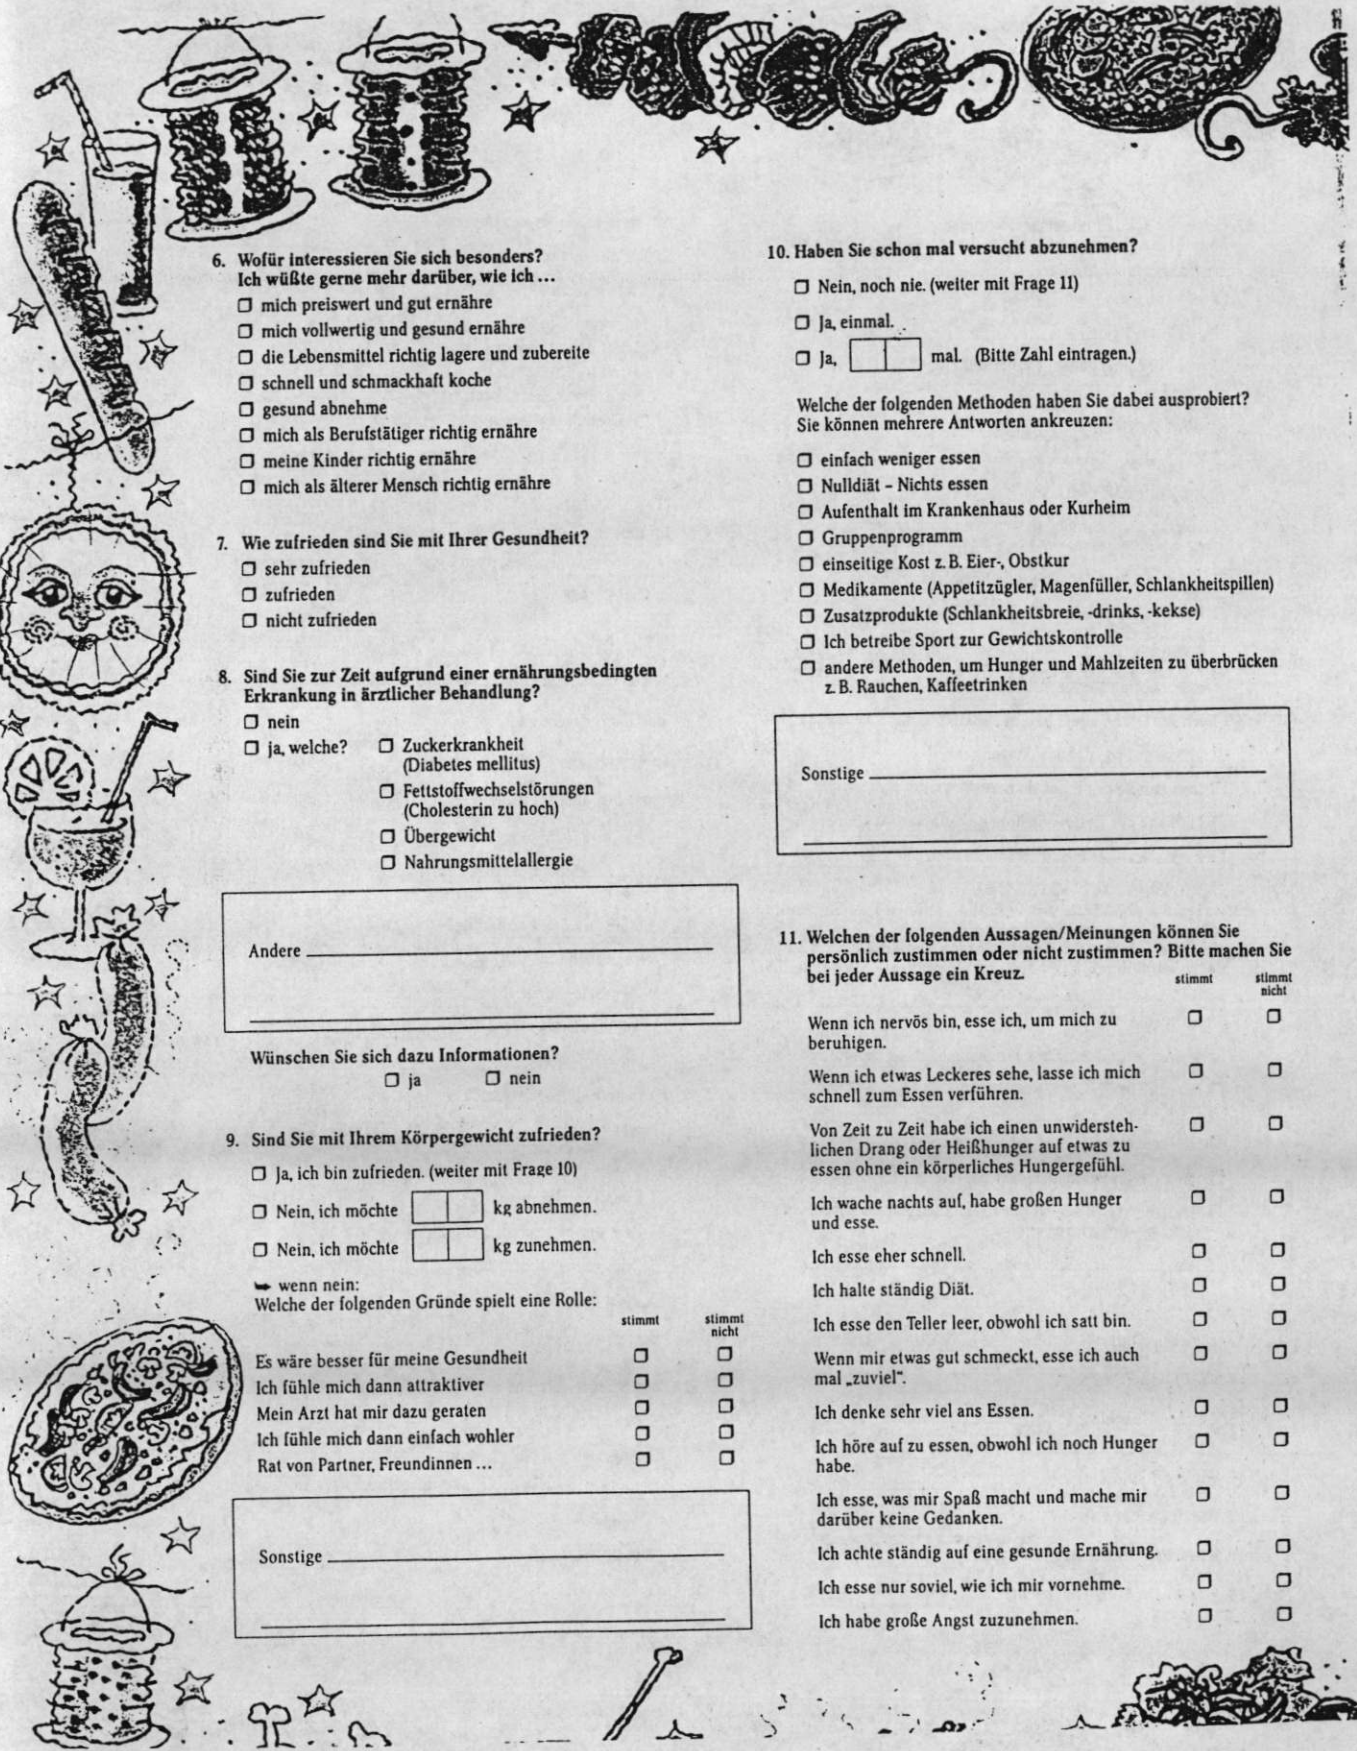 6. Wofür interessieren Sie sich besonders?
Ich wüßte gerne mehr darüber, wie ich ...
mich preiswert und gut ernähre
mich vollwertig und gesund ernähre
die Lebensmittel richtig lagere und zubereite
schnell und schmackhaft koche
gesund abnehme
mich als Berufstätiger richtig ernähre
meine Kinder richtig ernähre
mich als älterer Mensch richtig ernähre
7. Wie zufrieden sind Sie mit Ihrer Gesundheit?
sehr zufrieden
zufrieden
nicht zufrieden
8. Sind Sie zur Zeit aufgrund einer ernährungsbedingten
Erkrankung in ärztlicher Behandlung?
nein
ja, welche? Zuckerkrankheit
(Diabetes mellitus)
Fettstoffwechselstörungen
(Cholesterin zu hoch)
Übergewicht
Nahrungsmittelallergie
Andere
Wünschen Sie sich dazu Informationen?
ja nein
9. Sind Sie mit Ihrem Körpergewicht zufrieden?
Ja, ich bin zufrieden. (weiter mit Frage 10)
Nein, ich möchte kg abnehmen.
Nein, ich möchte kg zunehmen.
wenn nein:
Welche der folgenden Gründe spielt eine Rolle:
stimmt stimmt
nicht
Es wäre besser für meine Gesundheit
Ich fühle mich dann attraktiver
Mein Arzt hat mir dazu geraten
Ich fühle mich dann einfach wohler
Rat von Partner, Freundinnen ...
Sonstige
10. Haben Sie schon mal versucht abzunehmen?
Nein, noch nie. (weiter mit Frage 11)
Ja, einmal.
Ja, mal. (Bitte Zahl eintragen.)
Welche der folgenden Methoden haben Sie dabei ausprobiert?
Sie können mehrere Antworten ankreuzen:
einfach weniger essen
Nulldiät - Nichts essen
Aufenthalt im Krankenhaus oder Kurheim
Gruppenprogramm
einseitige Kost z. B. Eier-, Obstkur
Medikamente (Appetitzügler, Magenfüller, Schlankheitspillen)
Zusatzprodukte (Schlankheitsbreie, -drinks, -kekse)
Ich betreibe Sport zur Gewichtskontrolle
andere Methoden, um Hunger und Mahlzeiten zu überbrücken
z. B. Rauchen, Kaffeetrinken
Sonstige
11. Welchen der folgenden Aussagen/Meinungen können Sie
persönlich zustimmen oder nicht zustimmen? Bitte machen Sie
bei jeder Aussage ein Kreuz. stimmt stimmt
nicht
Wenn ich nervös bin, esse ich, um mich zu
beruhigen.
Wenn ich etwas Leckeres sehe, lasse ich mich
schnell zum Essen verführen.
Von Zeit zu Zeit habe ich einen unwidersteh-
lichen Drang oder Heißhunger auf etwas zu
essen ohne ein körperliches Hungergefühl.
Ich wache nachts auf, habe großen Hunger
und esse.
Ich esse eher schnell.
Ich halte ständig Diät.
Ich esse den Teller leer, obwohl ich satt bin.
Wenn mir etwas gut schmeckt, esse ich auch
mal „zuviel“.
Ich denke sehr viel ans Essen.
Ich höre auf zu essen, obwohl ich noch Hunger
habe.
Ich esse, was mir Spaß macht und mache mir
darüber keine Gedanken.
Ich achte ständig auf eine gesunde Ernährung.
Ich esse nur soviel, wie ich mir vornehme.
Ich habe große Angst zuzunehmen.